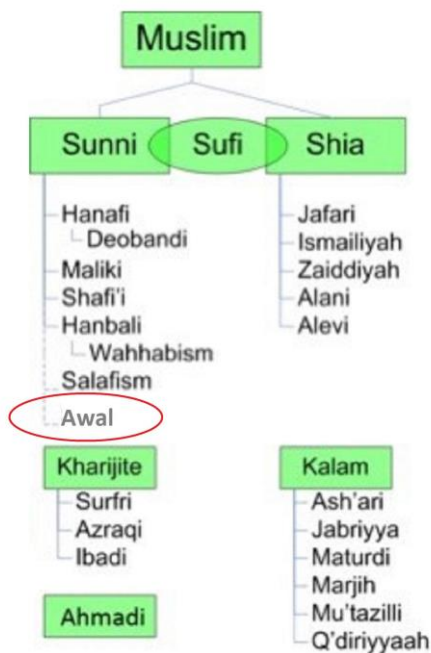 Muslim
Sunni
Sufi
Shia
Hanafi
Deobandi
Maliki
Shafi'i
Hanbali
Wahhabism
Salafism
Awal
Jafari
Ismailiyah
Zaiddiyah
Alani
Alevi
Kharijite
Surfri
Azraqi
Ibadi
Ahmadi
Kalam
Ash'ari
Jabriyya
Maturdi
Marjih
Mu'tazilli
Q'diriyyaah